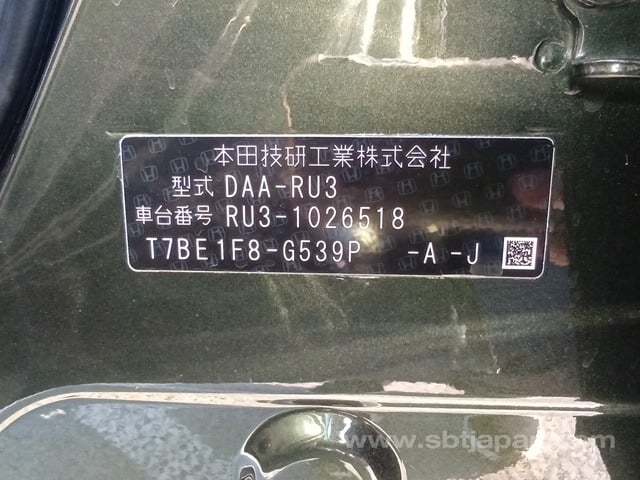 本田技研工業株式会社
型式 DAA-RU3
車台番号 RU3-1026518
T7BE1F8-G539P -A-J
www.sbtjapan.com